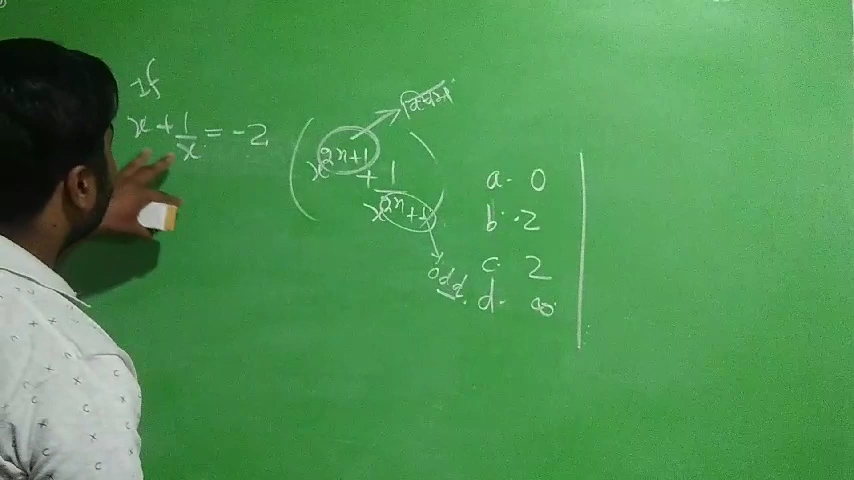 If
x + 1/x = -2
(x^{2n+1} + 1/x^{2n+1})
विषम
odd
a. 0
b. -2
c. 2
d. ∞